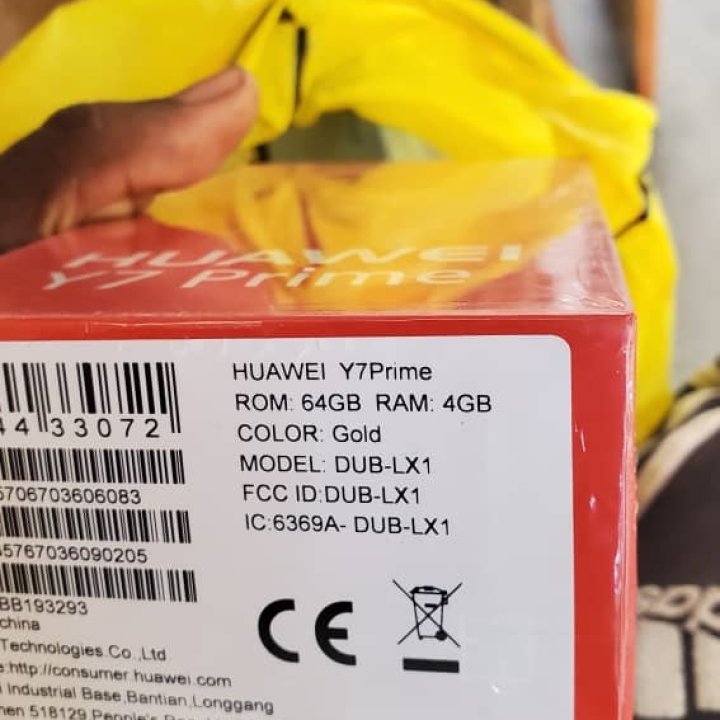 HUAWEI
Y7 Prime
HUAWEI Y7Prime
ROM: 64GB RAM: 4GB
COLOR: Gold
MODEL: DUB-LX1
FCC ID:DUB-LX1
IC:6369A- DUB-LX1
4433072
5706703606083
5767036090205
BB193293
china
Technologies.Co.,Ltd
e:http://consumer.huawei.com
Industrial Base,Bantian,Longgang
518129
CE